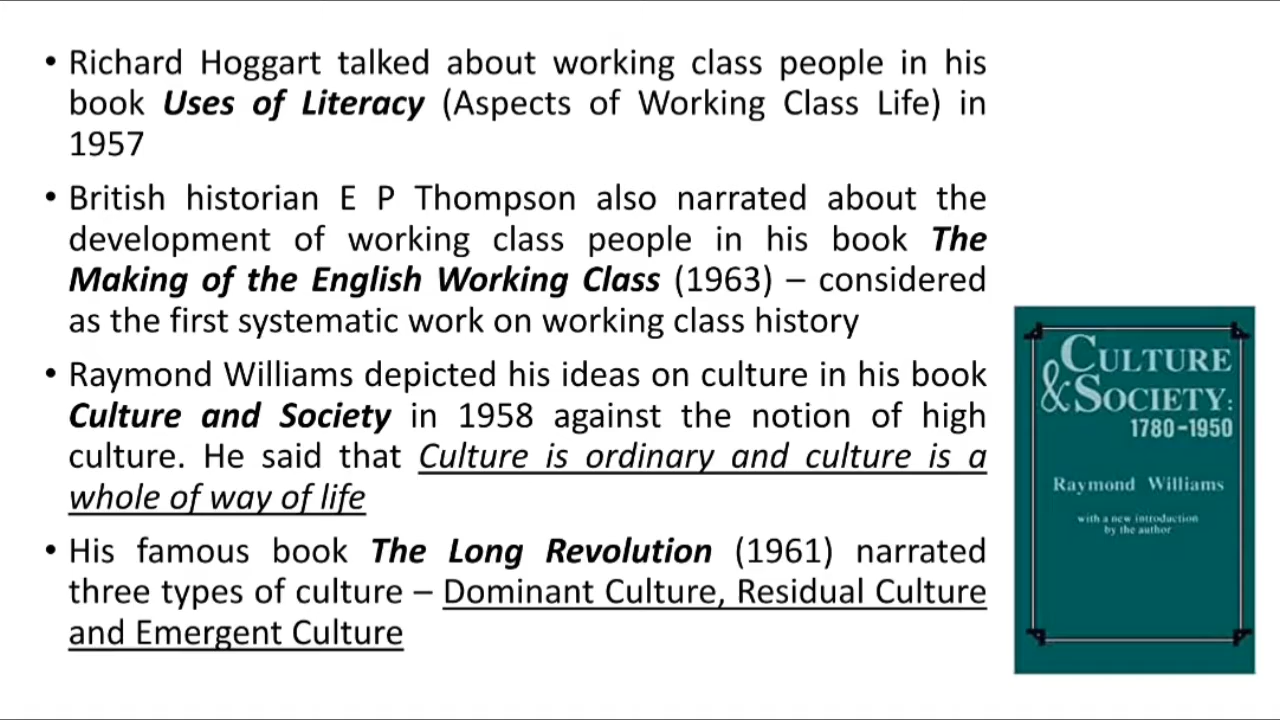 • Richard Hoggart talked about working class people in his
book Uses of Literacy (Aspects of Working Class Life) in
1957
• British historian E P Thompson also narrated about the
development of working class people in his book The
Making of the English Working Class (1963) – considered
as the first systematic work on working class history
• Raymond Williams depicted his ideas on culture in his book
Culture and Society in 1958 against the notion of high
culture. He said that Culture is ordinary and culture is a
whole of way of life
• His famous book The Long Revolution (1961) narrated
three types of culture – Dominant Culture, Residual Culture
and Emergent Culture
CULTURE
& SOCIETY:
1780-1950
Raymond Williams
with a new introduction
by the author